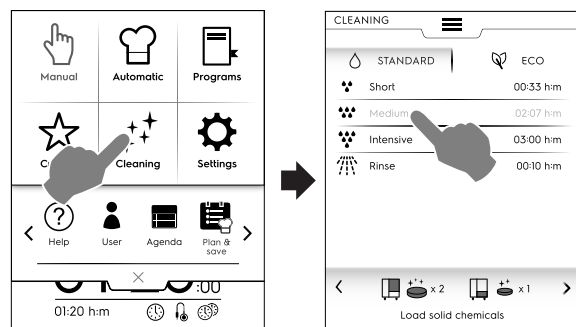 Manual
Automatic
Programs
Cleaning
Settings
Help
User
Agenda
Plan &
save
:00
01:20 h:m
CLEANING
STANDARD
ECO
Short 00:33 h:m
Medium 02:07 h:m
Intensive 03:00 h:m
Rinse 00:10 h:m
x 2
x 1
Load solid chemicals